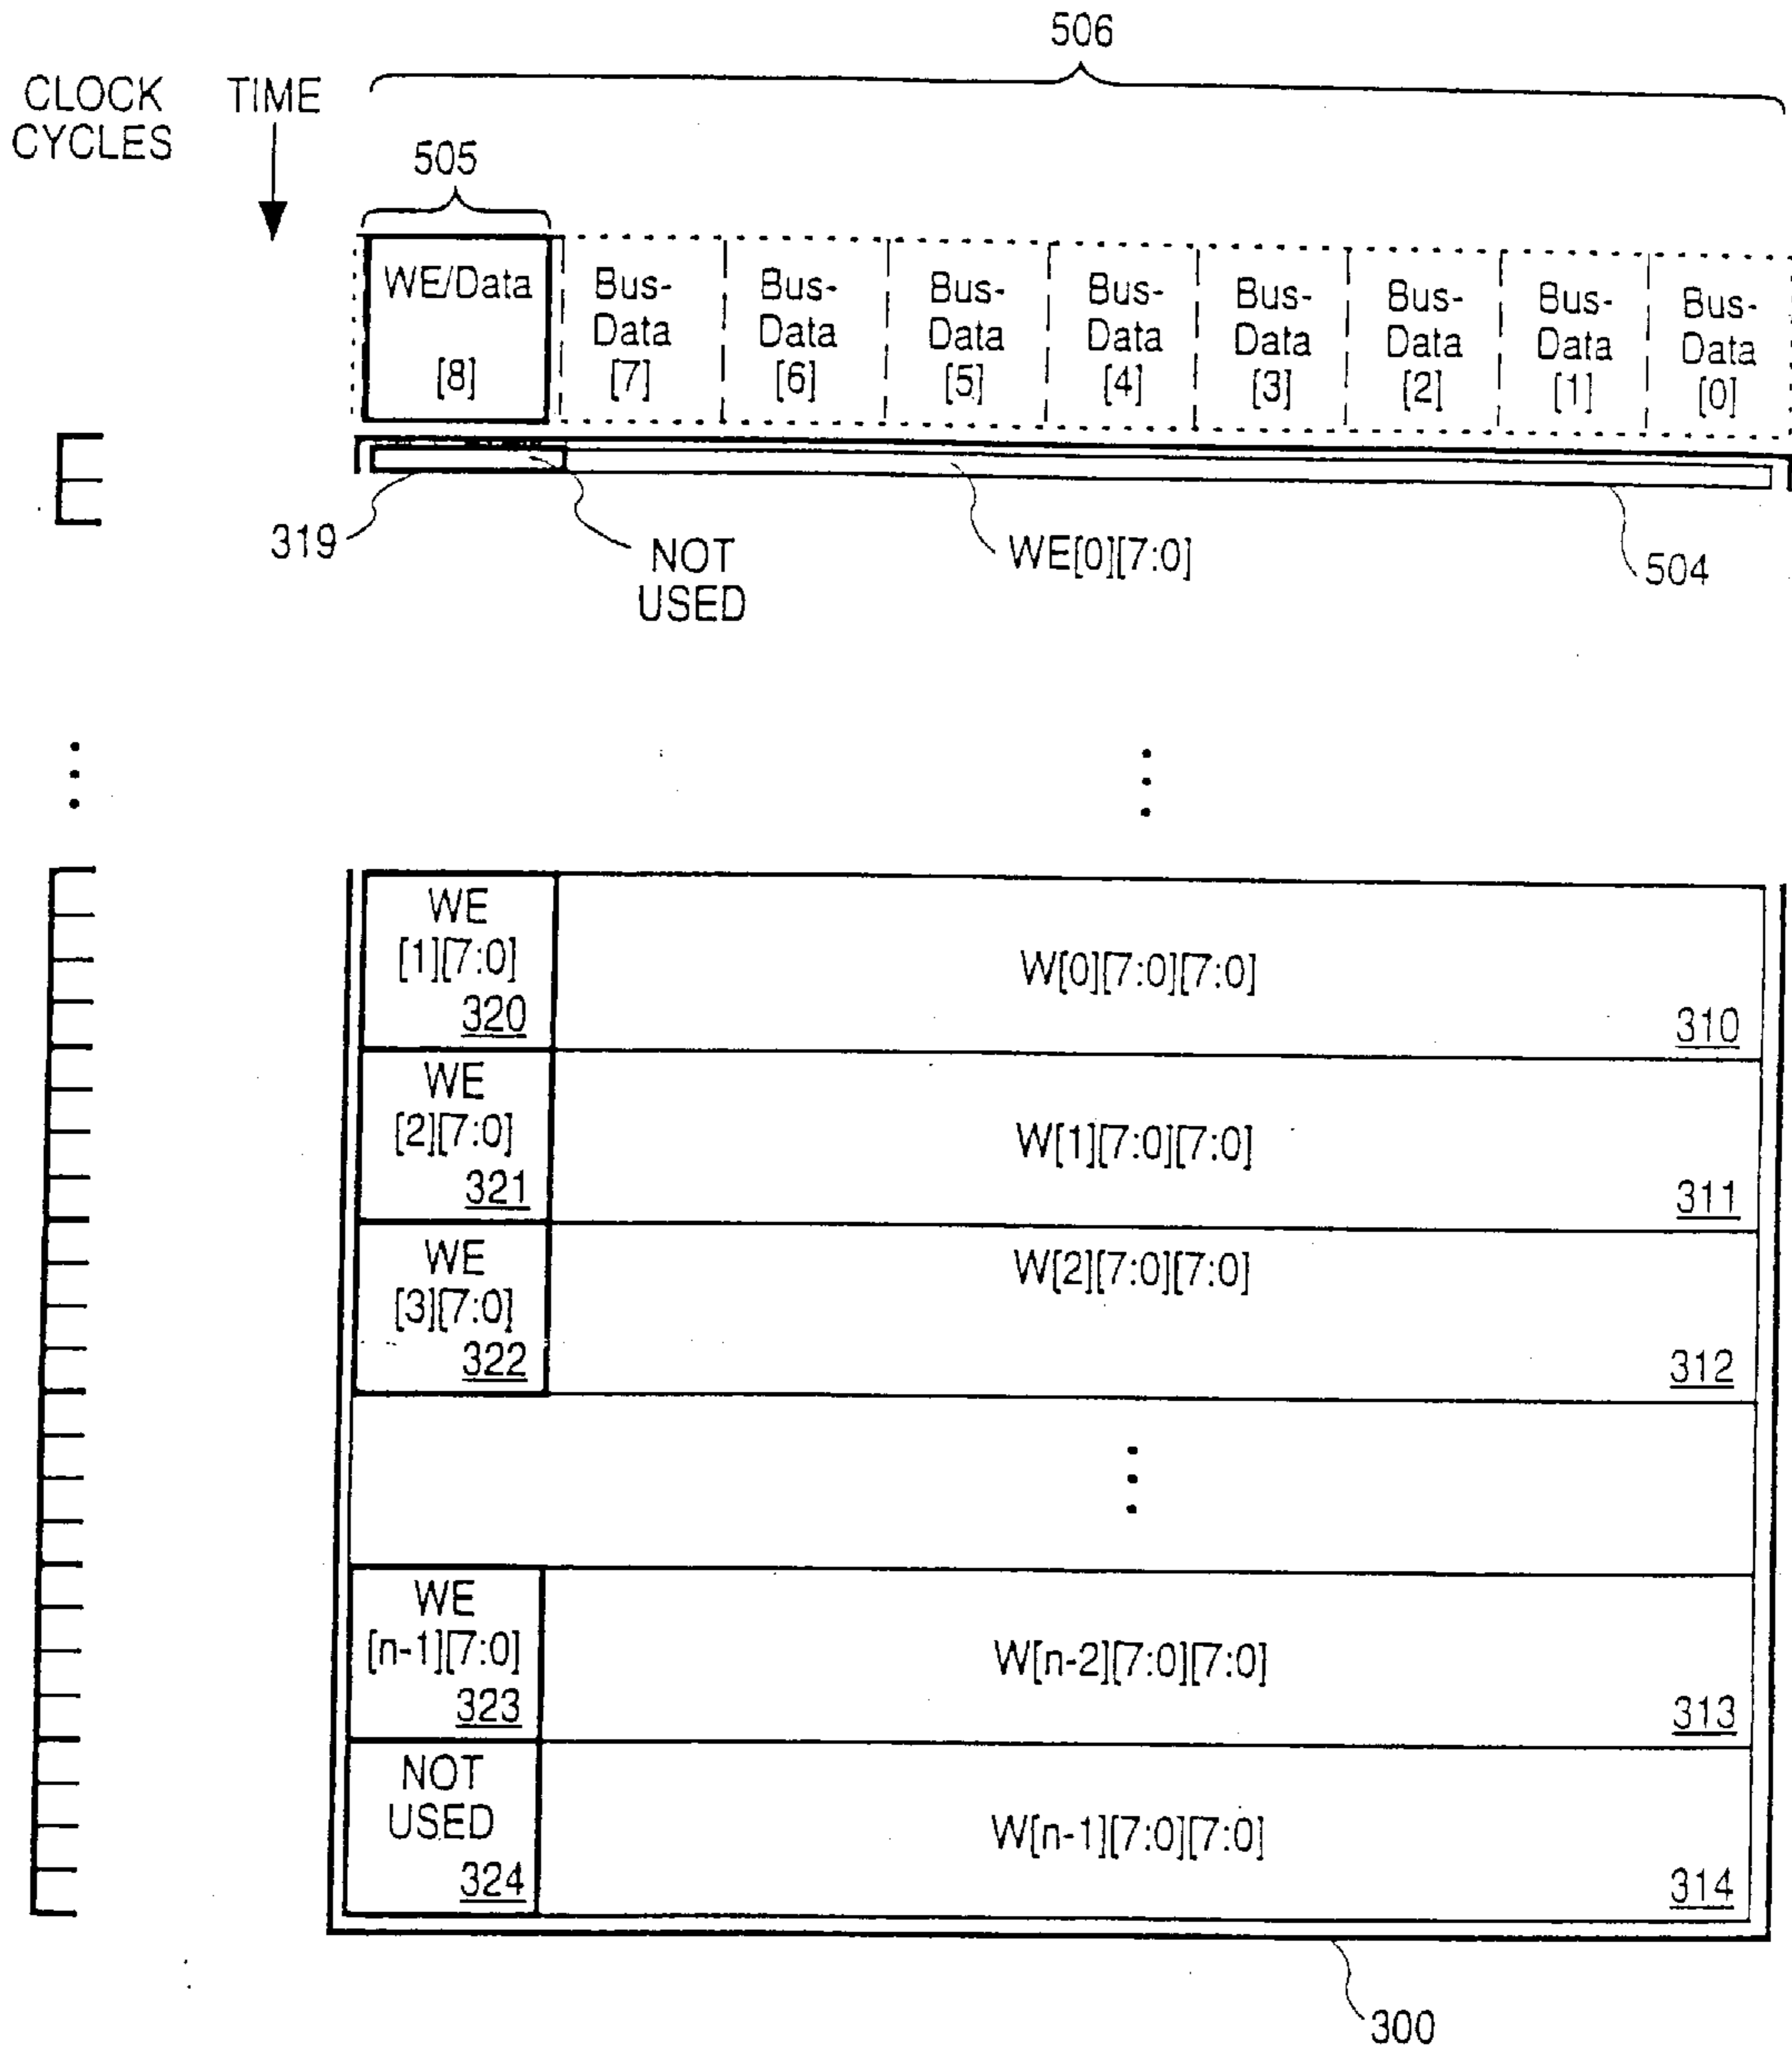 506
CLOCK CYCLES
TIME
505
WE/Data [8]
Bus-Data [7]
Bus-Data [6]
Bus-Data [5]
Bus-Data [4]
Bus-Data [3]
Bus-Data [2]
Bus-Data [1]
Bus-Data [0]
319
NOT USED
WE[0][7:0]
504
WE [1][7:0] 320
W[0][7:0][7:0]
310
WE [2][7:0] 321
W[1][7:0][7:0]
311
WE [3][7:0] 322
W[2][7:0][7:0]
312
WE [n-1][7:0] 323
W[n-2][7:0][7:0]
313
NOT USED 324
W[n-1][7:0][7:0]
314
300